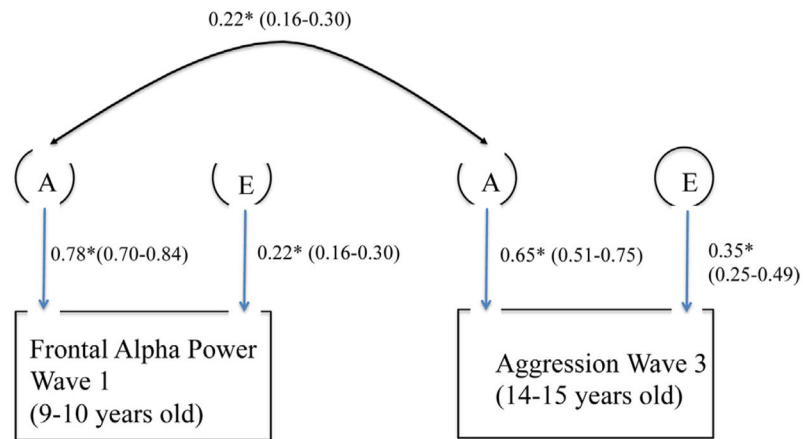 0.22* (0.16-0.30)
A
E
A
E
0.78*(0.70-0.84)
0.22* (0.16-0.30)
0.65* (0.51-0.75)
0.35*
(0.25-0.49)
Frontal Alpha Power
Wave 1
(9-10 years old)
Aggression Wave 3
(14-15 years old)